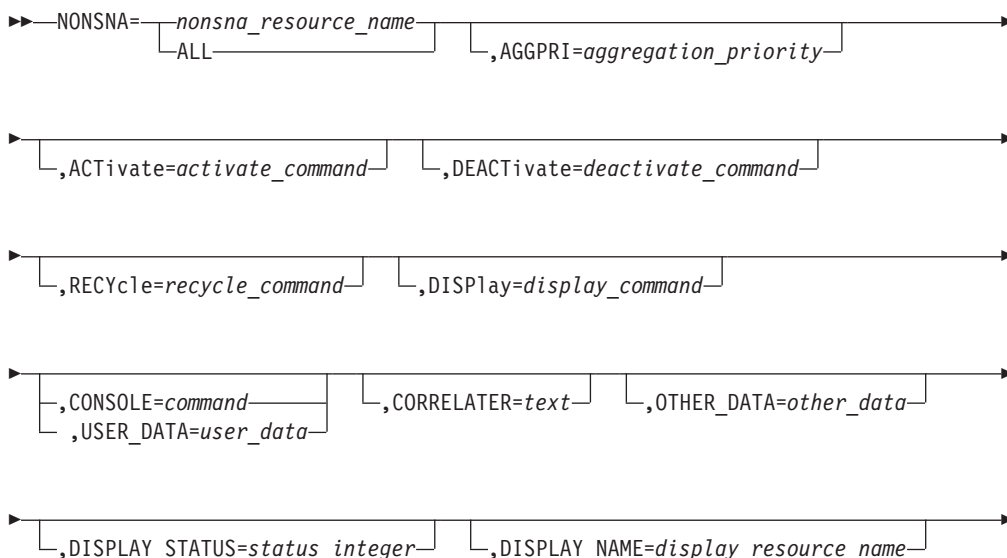 NONSNA= nonsna_resource_name
ALL ,AGGPRI=aggregation_priority
,ACTivate=activate_command ,DEACTivate=deactivate_command
,RECYcle=recycle_command ,DISPlay=display_command
,CONSOLE=command ,CORRELATER=text ,OTHER_DATA=other_data
,USER_DATA=user_data
,DISPLAY_STATUS=status_integer ,DISPLAY_NAME=display_resource_name